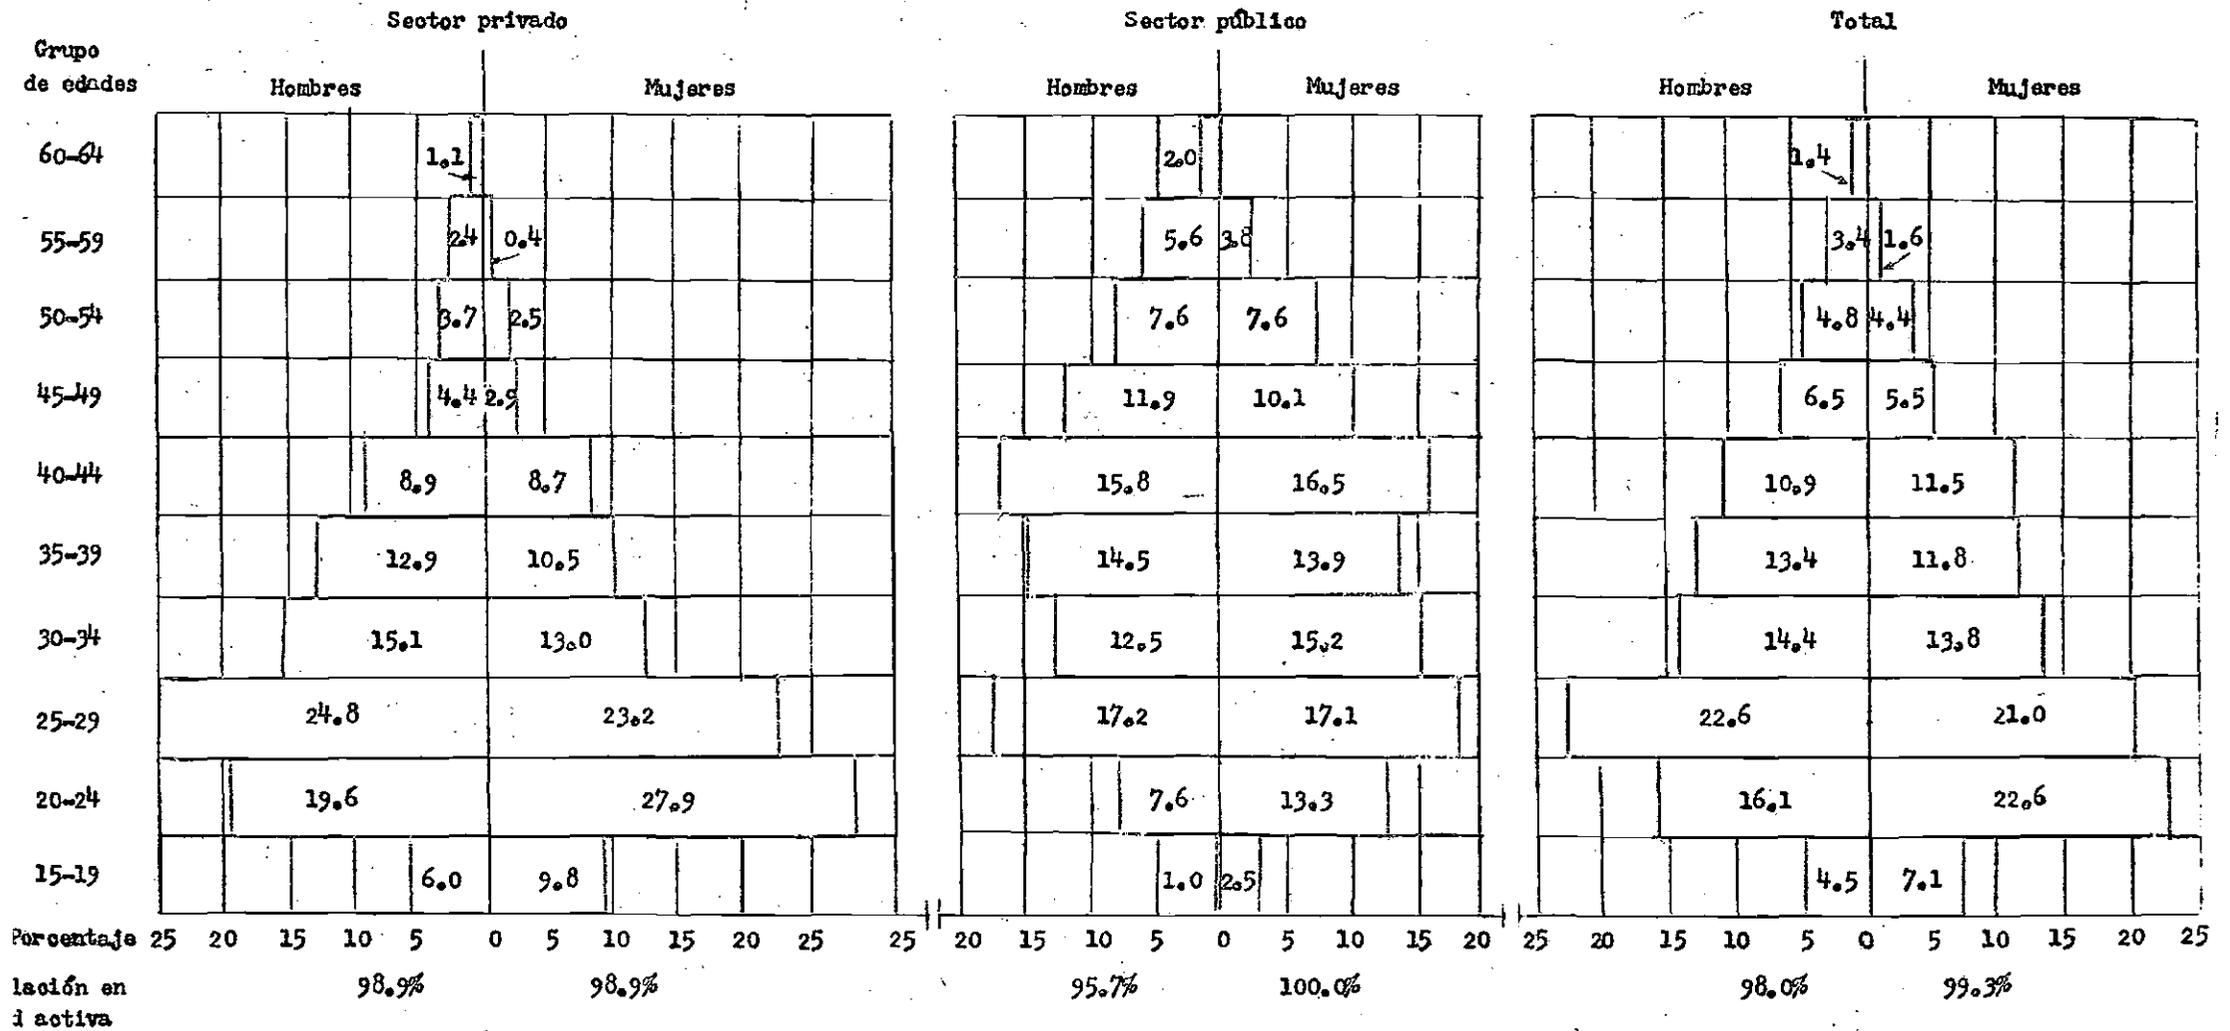 Sector privado Sector público Total
Grupo
de edades Hombres Mujeres Hombres Mujeres Hombres Mujeres
60-64 1.1 2.0 1.4
55-59 2.4 0.4 5.6 3.8 3.4 1.6
50-54 3.7 2.5 7.6 7.6 4.8 4.4
45-49 4.4 2.9 11.9 10.1 6.5 5.5
40-44 8.9 8.7 15.8 16.5 10.9 11.5
35-39 12.9 10.5 14.5 13.9 13.4 11.8
30-34 15.1 13.0 12.5 15.2 14.4 13.8
25-29 24.8 23.2 17.2 17.1 22.6 21.0
20-24 19.6 27.9 7.6 13.3 16.1 22.6
15-19 6.0 9.8 1.0 2.5 4.5 7.1
Porcentaje 25 20 15 10 5 0 5 10 15 20 25 25 20 15 10 5 0 5 10 15 20 25 20 15 10 5 0 5 10 15 20 25
lación en 98.9% 98.9% 95.7% 100.0% 98.0% 99.3%
d activa